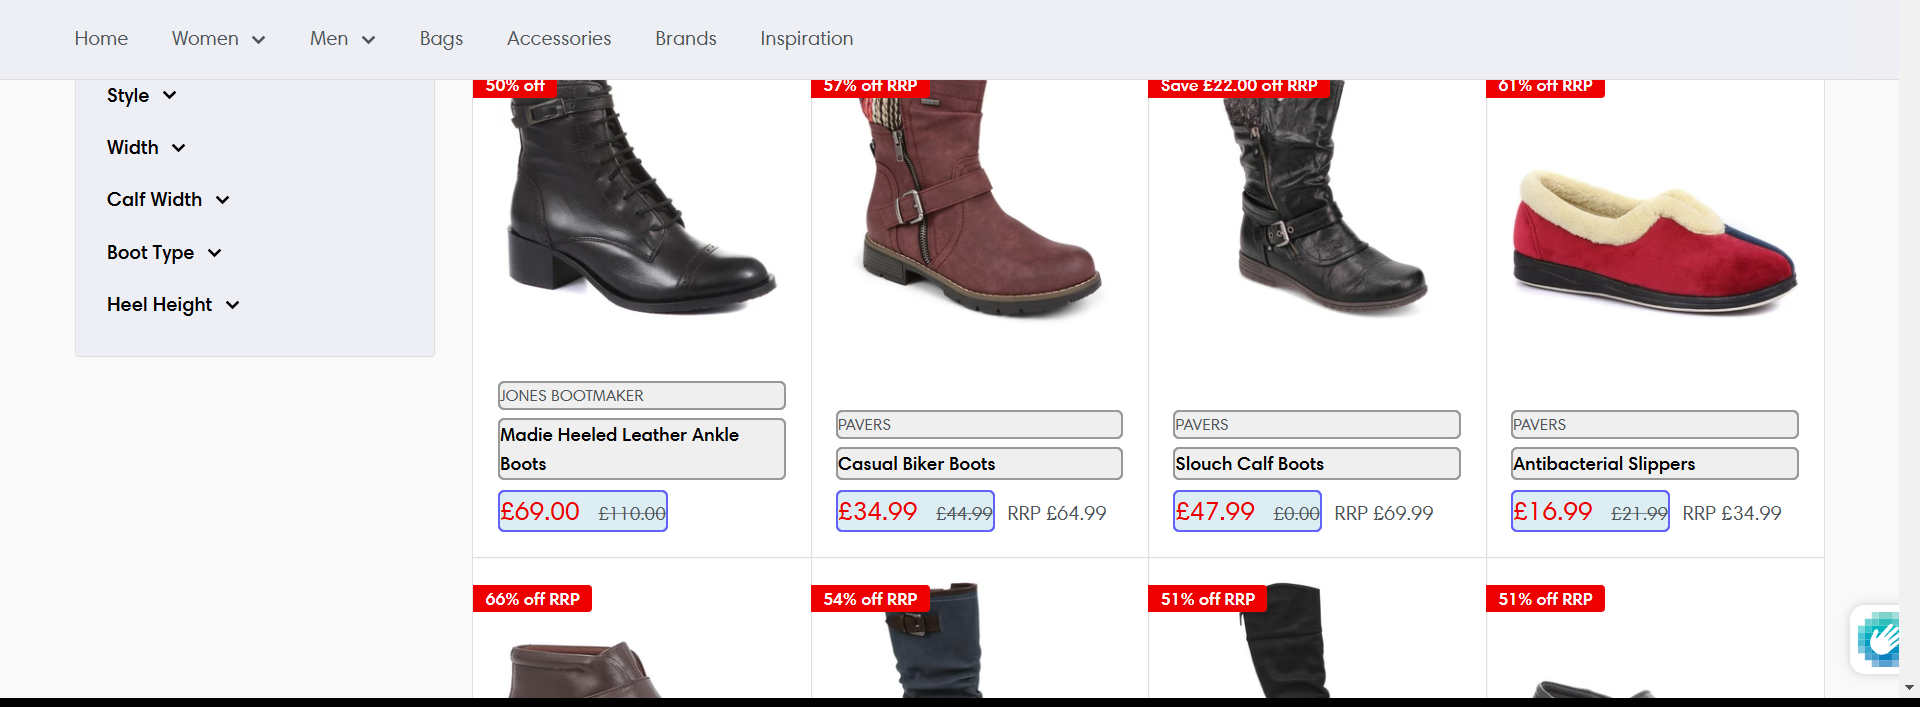 Home Women Men Bags Accessories Brands Inspiration
Style
Width
Calf Width
Boot Type
Heel Height
50% off
JONES BOOTMAKER
Madie Heeled Leather Ankle
Boots
£69.00 £110.00
57% off RRP
PAVERS
Casual Biker Boots
£34.99 £44.99 RRP £64.99
Save £22.00 off RRP
PAVERS
Slouch Calf Boots
£47.99 £0.00 RRP £69.99
61% off RRP
PAVERS
Antibacterial Slippers
£16.99 £21.99 RRP £34.99
66% off RRP
54% off RRP
51% off RRP
51% off RRP